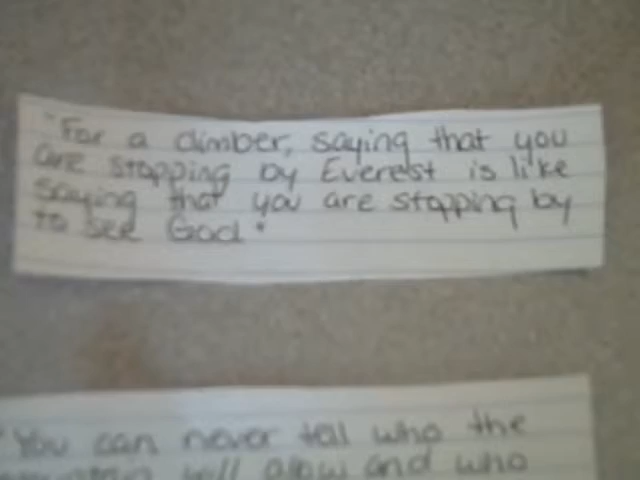 "For a climber, saying that you
are stopping by Everest is like
saying that you are stopping by
to see God"
"You can never tell who the
mountain will allow and who